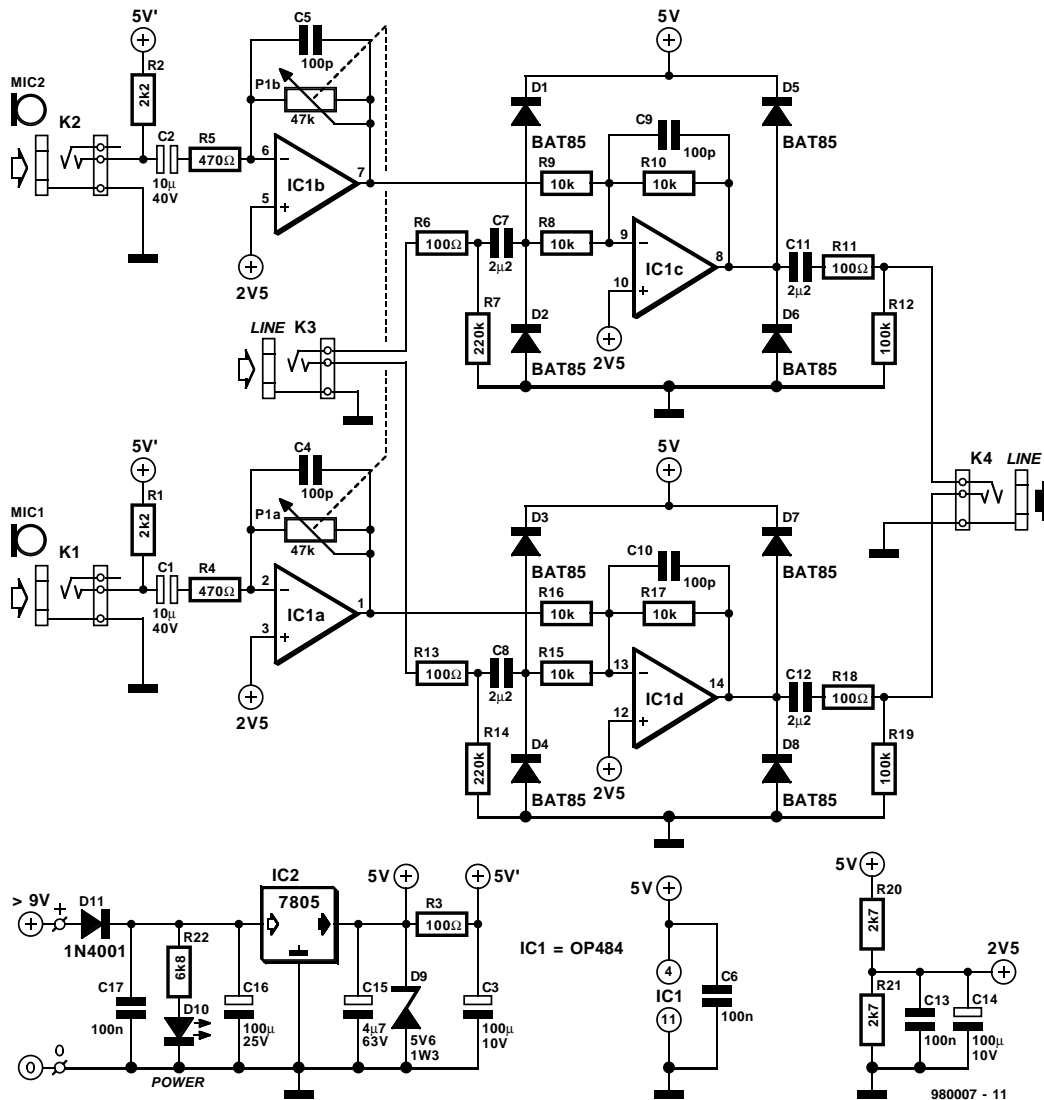 5V'
C5
100p
5V
R2
2k2
P1b
47k
D1
BAT85
D5
BAT85
MIC2
K2
C2
10µ
40V
R5
470Ω
6
7
5
IC1b
2V5
C9
100p
R9
10k
R10
10k
R6
100Ω
C7
2µ2
R8
10k
9
8
10
IC1c
2V5
C11
2µ2
R11
100Ω
R7
220k
D2
BAT85
D6
BAT85
R12
100k
LINE
K3
5V'
C4
100p
5V
K4
LINE
R1
2k2
P1a
47k
D3
BAT85
D7
BAT85
MIC1
K1
C1
10µ
40V
R4
470Ω
2
1
3
IC1a
2V5
C10
100p
R16
10k
R17
10k
R13
100Ω
C8
2µ2
R15
10k
13
14
12
IC1d
2V5
C12
2µ2
R18
100Ω
R14
220k
D4
BAT85
D8
BAT85
R19
100k
> 9V
+
D11
1N4001
IC2
7805
5V
R3
100Ω
5V'
R22
6k8
C17
100n
D10
POWER
C16
100µ
25V
C15
4µ7
63V
D9
5V6
1W3
C3
100µ
10V
0
0
IC1 = OP484
5V
4
IC1
11
C6
100n
5V
R20
2k7
2V5
R21
2k7
C13
100n
C14
100µ
10V
980007 - 11